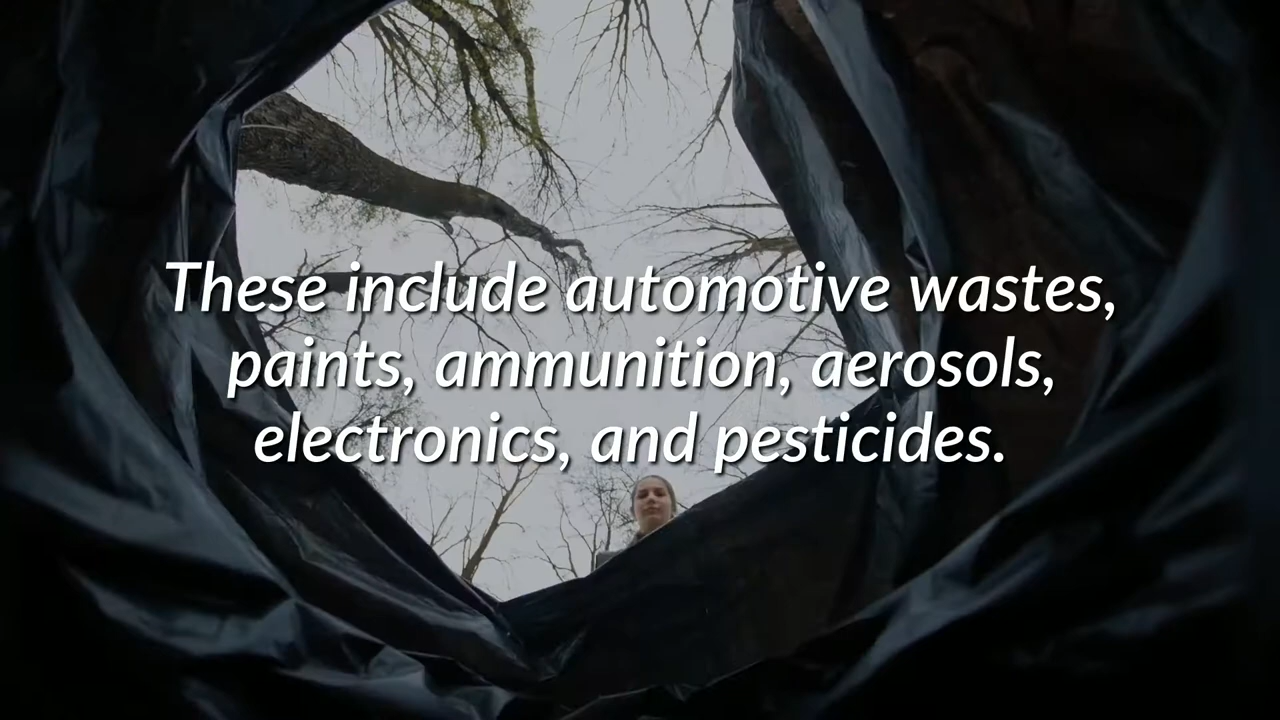 These include automotive wastes,
paints, ammunition, aerosols,
electronics, and pesticides.